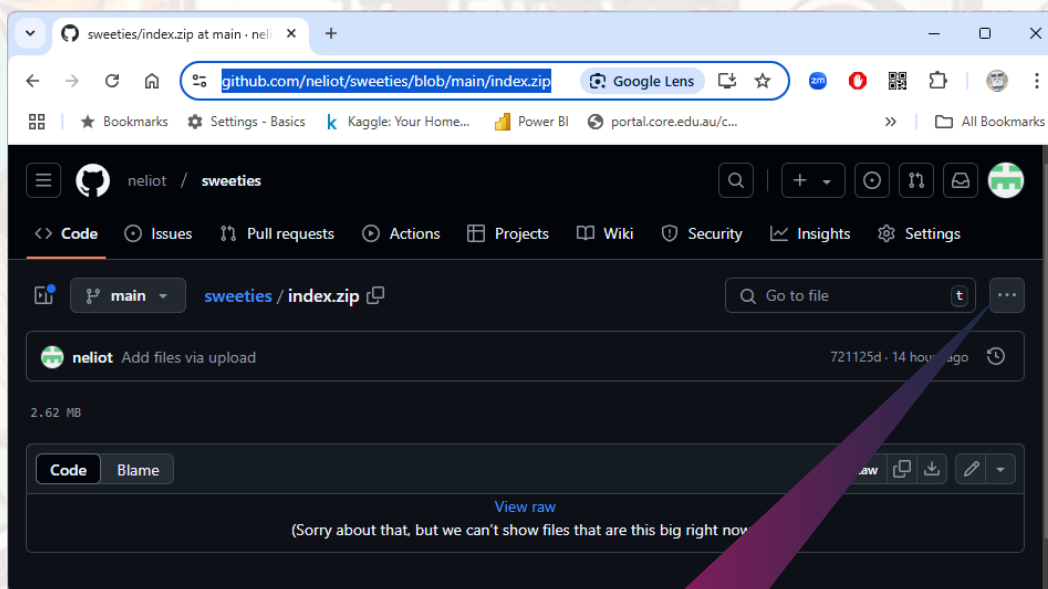 sweeties/index.zip at main · neli
github.com/neliot/sweeties/blob/main/index.zip
Google Lens
zm
Bookmarks
Settings - Basics
Kaggle: Your Home...
Power BI
portal.core.edu.au/c...
All Bookmarks
neliot / sweeties
Code
Issues
Pull requests
Actions
Projects
Wiki
Security
Insights
Settings
main
sweeties / index.zip
Go to file
t
neliot Add files via upload
721125d · 14 ago
2.62 MB
Code
Blame
View raw
(Sorry about that, but we can't show files that are this big right now